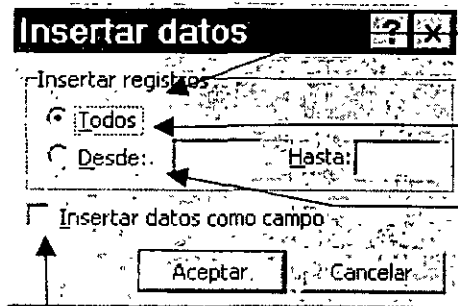 Insertar datos ? X
Insertar registros
Todos
Desde: Hasta:
Insertar datos como campo
Aceptar Cancelar